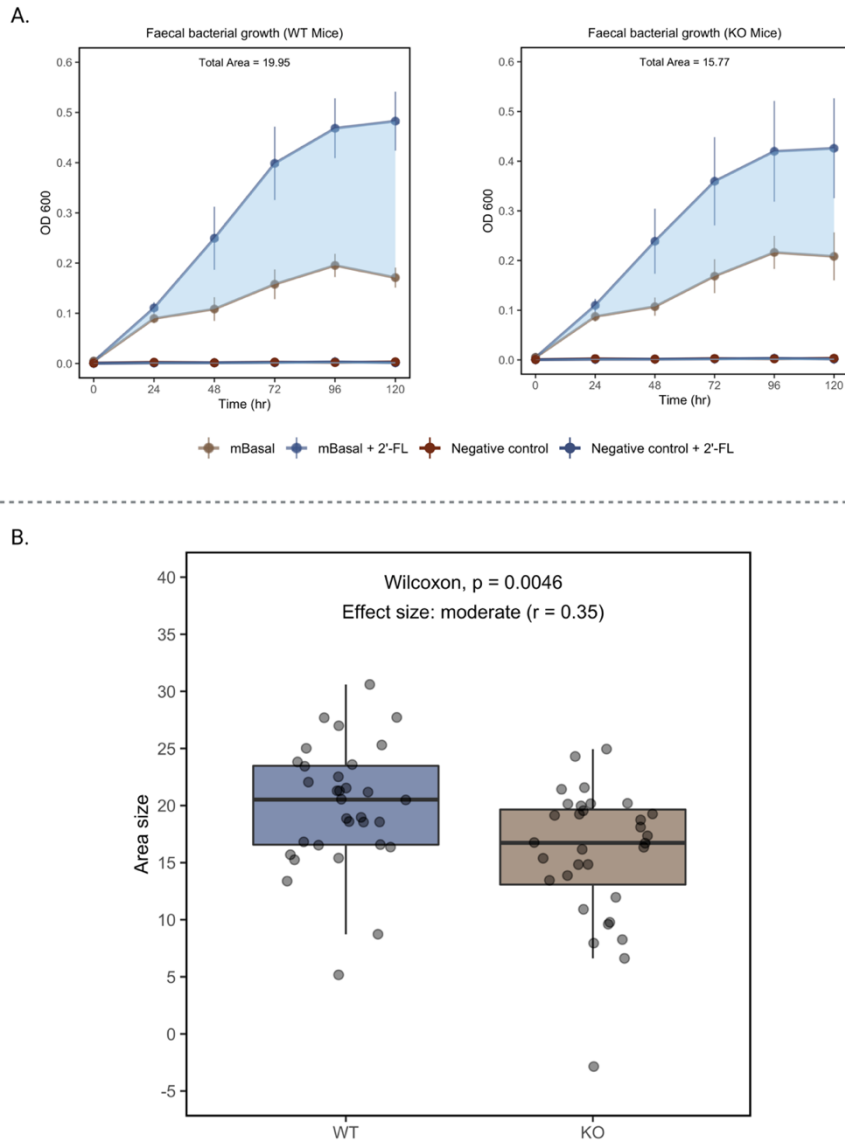 A.
Faecal bacterial growth (WT Mice)
Total Area = 19.95
OD 600
0.6
0.5
0.4
0.3
0.2
0.1
0.0
0 24 48 72 96 120
Time (hr)
Faecal bacterial growth (KO Mice)
Total Area = 15.77
OD 600
0.6
0.5
0.4
0.3
0.2
0.1
0.0
0 24 48 72 96 120
Time (hr)
mBasal mBasal + 2'-FL Negative control Negative control + 2'-FL
B.
Wilcoxon, p = 0.0046
Effect size: moderate (r = 0.35)
Area size
40
35
30
25
20
15
10
5
0
-5
WT KO